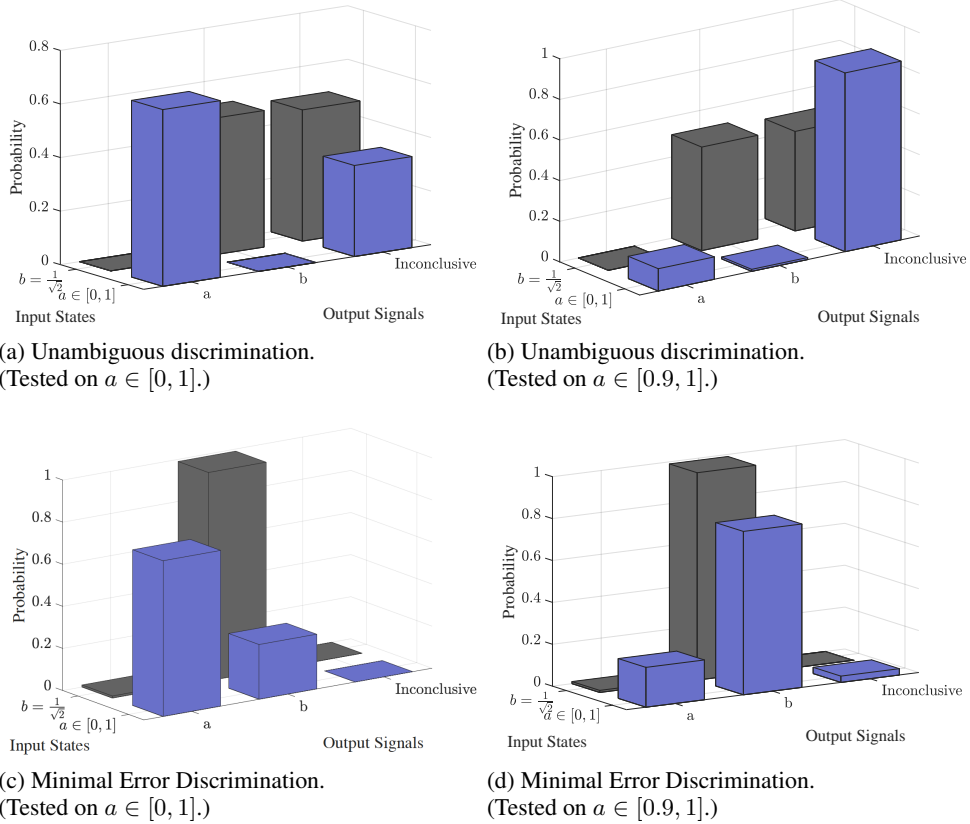 0.8
0.6
0.4
0.2
0
Probability
b = 1/√2
a ∈ [0, 1]
Input States
a
b
Inconclusive
Output Signals
(a) Unambiguous discrimination.
(Tested on a ∈ [0, 1].)
1
0.8
0.6
0.4
0.2
0
Probability
b = 1/√2
a ∈ [0, 1]
Input States
a
b
Inconclusive
Output Signals
(b) Unambiguous discrimination.
(Tested on a ∈ [0.9, 1].)
1
0.8
0.6
0.4
0.2
0
Probability
b = 1/√2
a ∈ [0, 1]
Input States
a
b
Inconclusive
Output Signals
(c) Minimal Error Discrimination.
(Tested on a ∈ [0, 1].)
1
0.8
0.6
0.4
0.2
0
Probability
b = 1/√2
a ∈ [0, 1]
Input States
a
b
Inconclusive
Output Signals
(d) Minimal Error Discrimination.
(Tested on a ∈ [0.9, 1].)